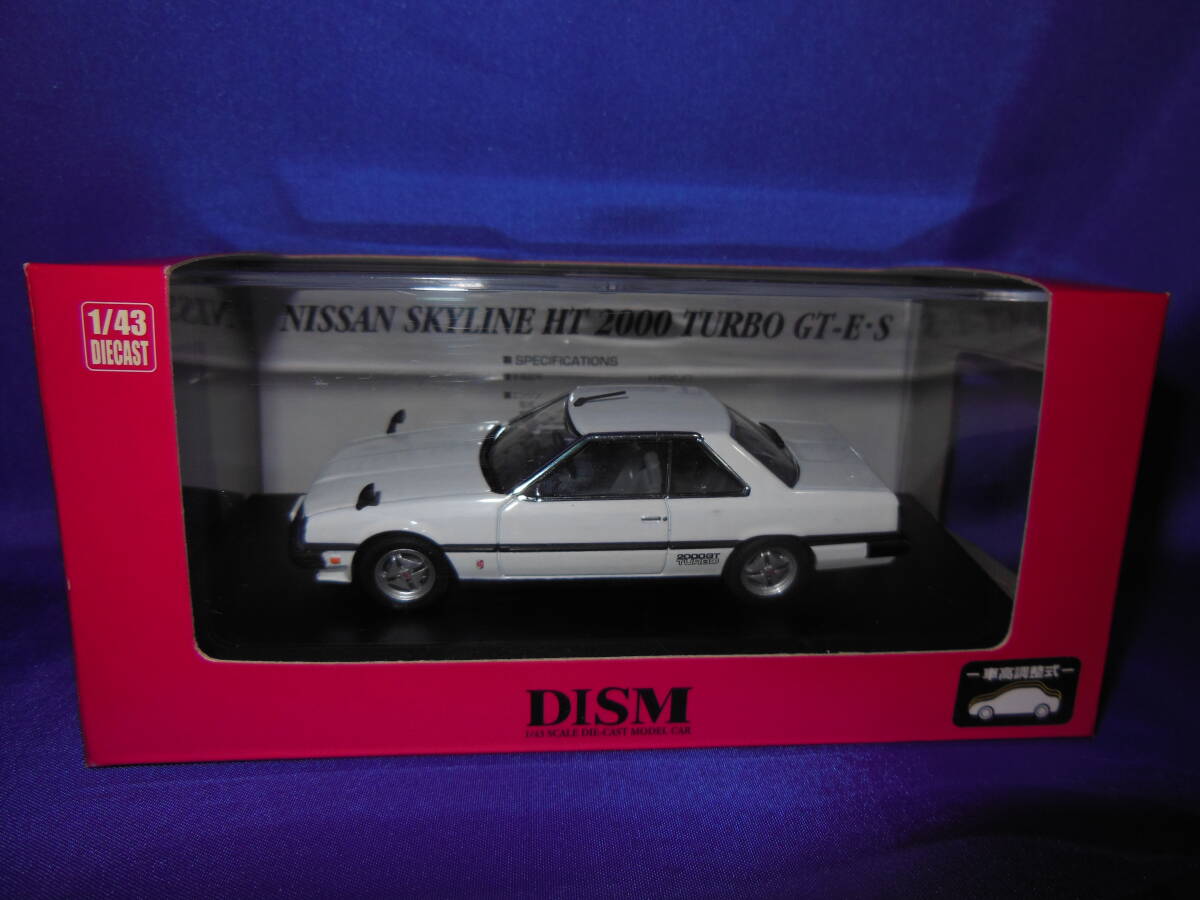 1/43
DIECAST
NISSAN SKYLINE HT 2000 TURBO GT-E·S
■ SPECIFICATIONS
2000GT
TURBO
DISM
1/43 SCALE DIE-CAST MODEL CAR
車高調整式